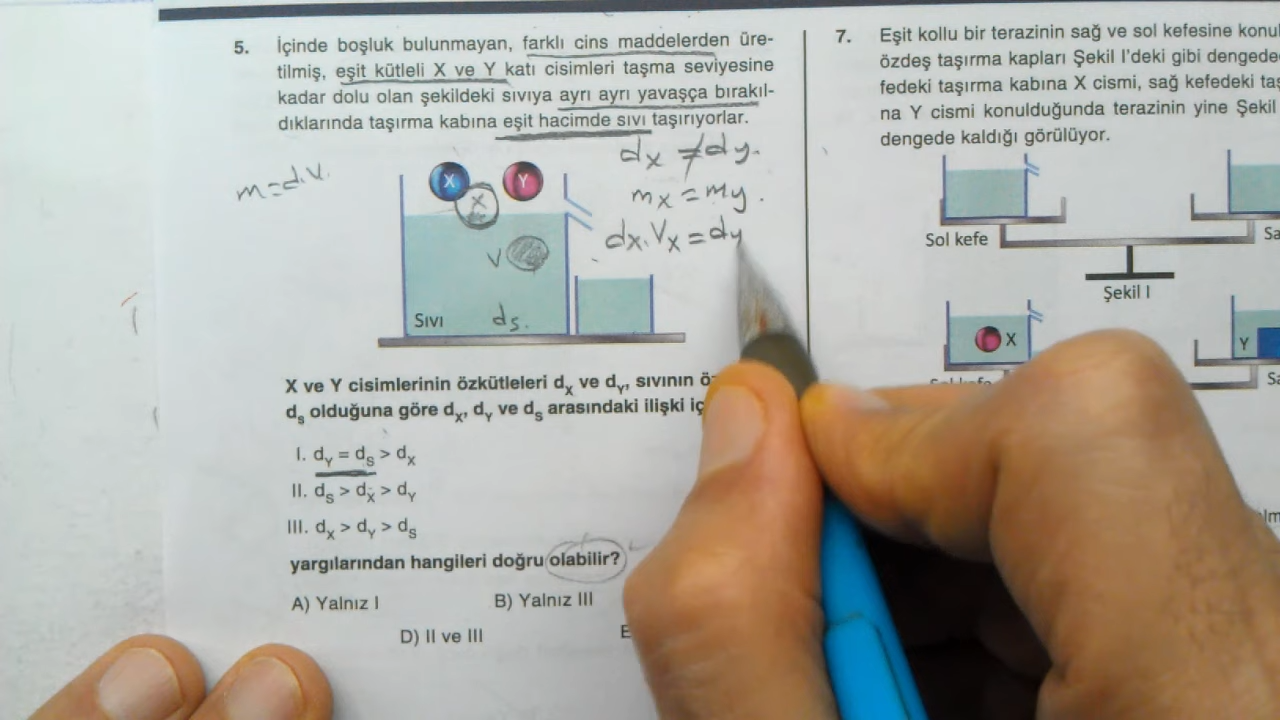 5. İçinde boşluk bulunmayan, farklı cins maddelerden üre-
tilmiş, eşit kütleli X ve Y katı cisimleri taşma seviyesine
kadar dolu olan şekildeki sıvıya ayrı ayrı yavaşça bırakıl-
dıklarında taşırma kabına eşit hacimde sıvı taşırıyorlar.
m=d.V.
dx ≠ dy.
mx = my.
dx.Vx = dy
X
Y
X
V
Sıvı
ds.
X ve Y cisimlerinin özkütleleri dX ve dY, sıvının
dS olduğuna göre dX, dY ve dS arasındaki ilişki
I. dY = dS > dX
II. dS > dX > dY
III. dX > dY > dS
yargılarından hangileri doğru olabilir?
A) Yalnız I
B) Yalnız III
D) II ve III
E
7. Eşit kollu bir terazinin sağ ve sol kefesine
özdeş taşırma kapları Şekil I'deki gibi
fedeki taşırma kabına X cismi, sağ kefedeki
na Y cismi konulduğunda terazinin yine Şekil
dengede kaldığı görülüyor.
Sol kefe
Şekil I
X
Y